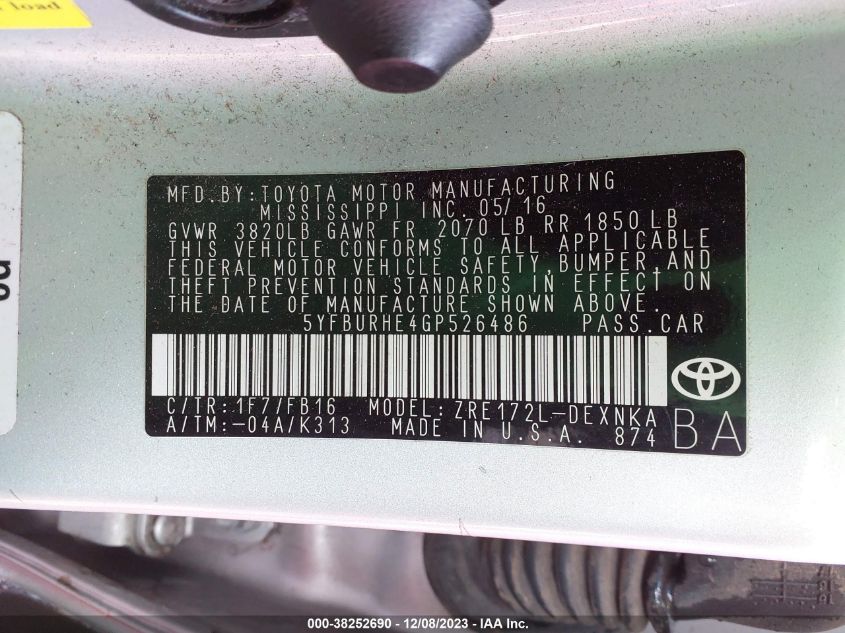 load
MFD. BY: TOYOTA MOTOR MANUFACTURING
MISSISSIPPI INC. 05/16
GVWR 3820LB GAWR FR 2070 LB RR 1850 LB
THIS VEHICLE CONFORMS TO ALL APPLICABLE
FEDERAL MOTOR VEHICLE SAFETY, BUMPER, AND
THEFT PREVENTION STANDARDS IN EFFECT ON
THE DATE OF MANUFACTURE SHOWN ABOVE.
5YFBURHE4GP526486 PASS. CAR
C/TR: 1F7/FB16 MODEL: ZRE172L-DEXNKA
A/TM: -04A/K313 MADE IN U.S.A. 874
BA
000-38252690 - 12/08/2023 - IAA Inc.